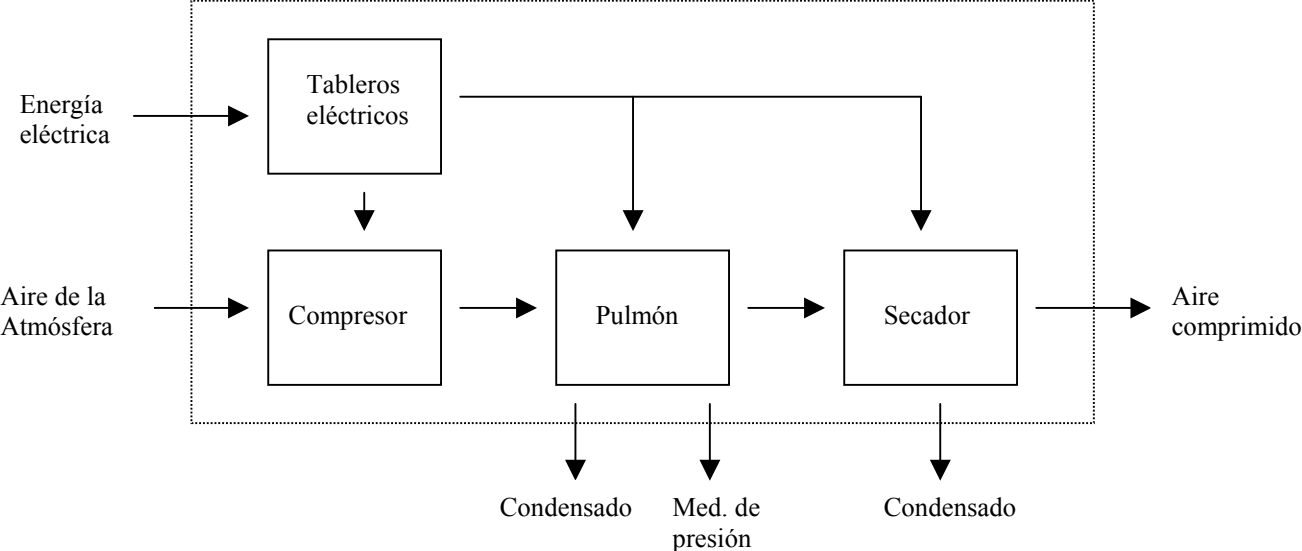 Tableros
eléctricos
Energía
eléctrica
Aire de la
Atmósfera
Compresor
Pulmón
Secador
Aire
comprimido
Condensado
Med. de
presión
Condensado